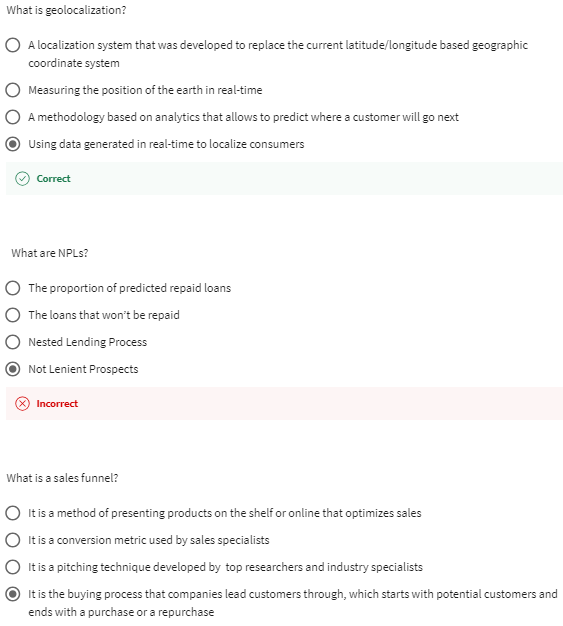 What is geolocalization?
A localization system that was developed to replace the current latitude/longitude based geographic
coordinate system
Measuring the position of the earth in real-time
A methodology based on analytics that allows to predict where a customer will go next
Using data generated in real-time to localize consumers
Correct
What are NPLs?
The proportion of predicted repaid loans
The loans that won't be repaid
Nested Lending Process
Not Lenient Prospects
Incorrect
What is a sales funnel?
It is a method of presenting products on the shelf or online that optimizes sales
It is a conversion metric used by sales specialists
It is a pitching technique developed by top researchers and industry specialists
It is the buying process that companies lead customers through, which starts with potential customers and
ends with a purchase or a repurchase